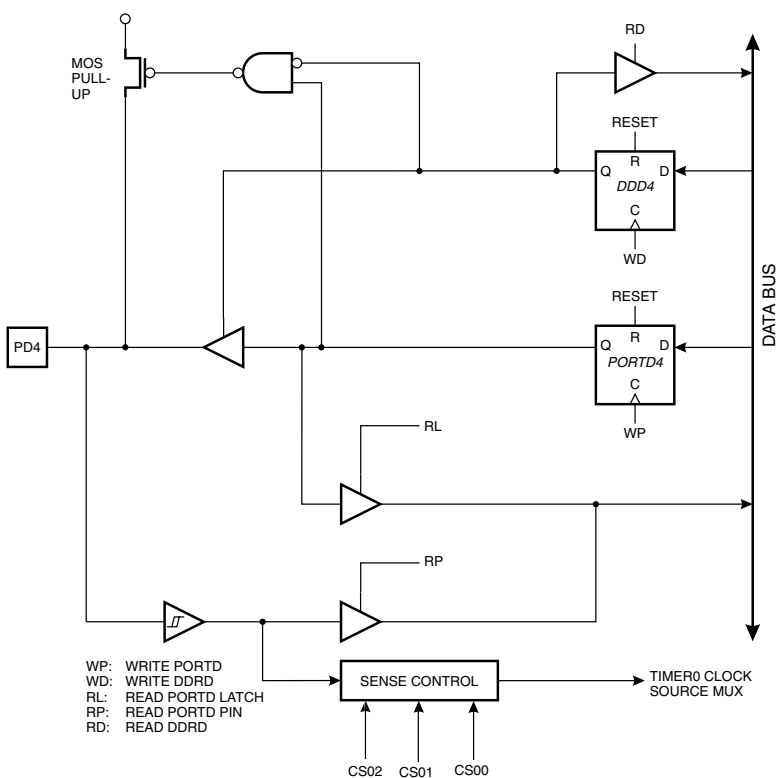 RD
MOS
PULL-
UP
RESET
R
Q
D
DDD4
C
WD
DATA BUS
RESET
R
Q
D
PD4
PORTD4
C
WP
RL
RP
WP: WRITE PORTD
WD: WRITE DDRD
RL: READ PORTD LATCH
RP: READ PORTD PIN
RD: READ DDRD
SENSE CONTROL
TIMER0 CLOCK
SOURCE MUX
CS02 CS01 CS00